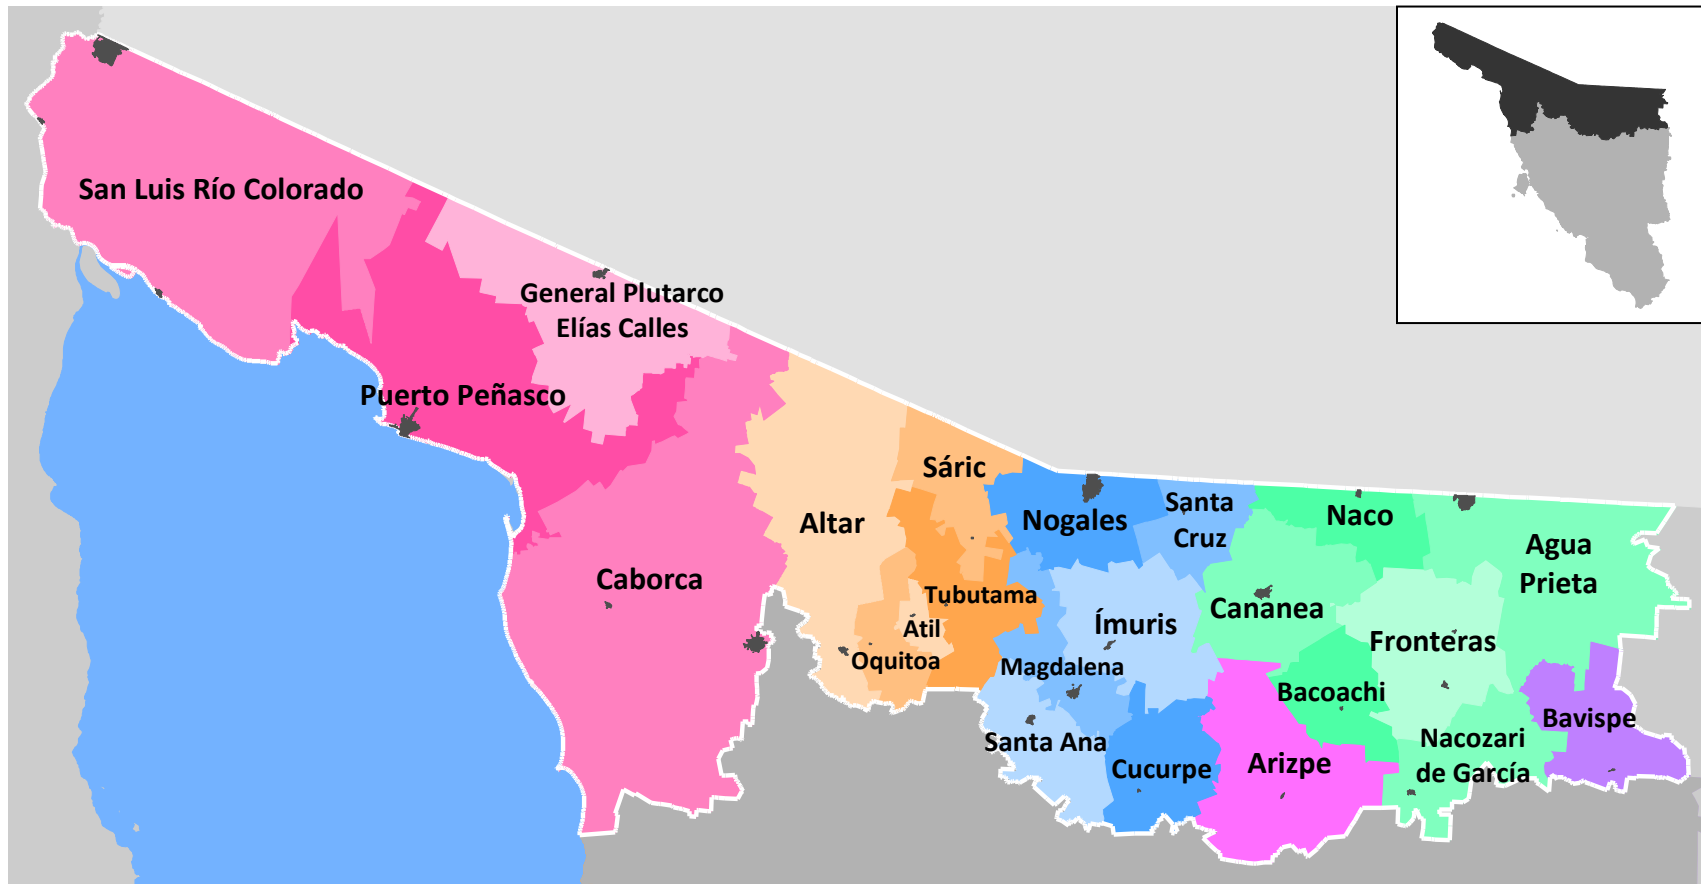 San Luis Río Colorado
General Plutarco
Elías Calles
Puerto Peñasco
Caborca
Altar
Sáric
Tubutama
Átil
Oquitoa
Nogales
Santa
Cruz
Ímuris
Magdalena
Santa Ana
Cucurpe
Naco
Agua
Prieta
Cananea
Fronteras
Bacoachi
Arizpe
Nacozari
de García
Bavispe